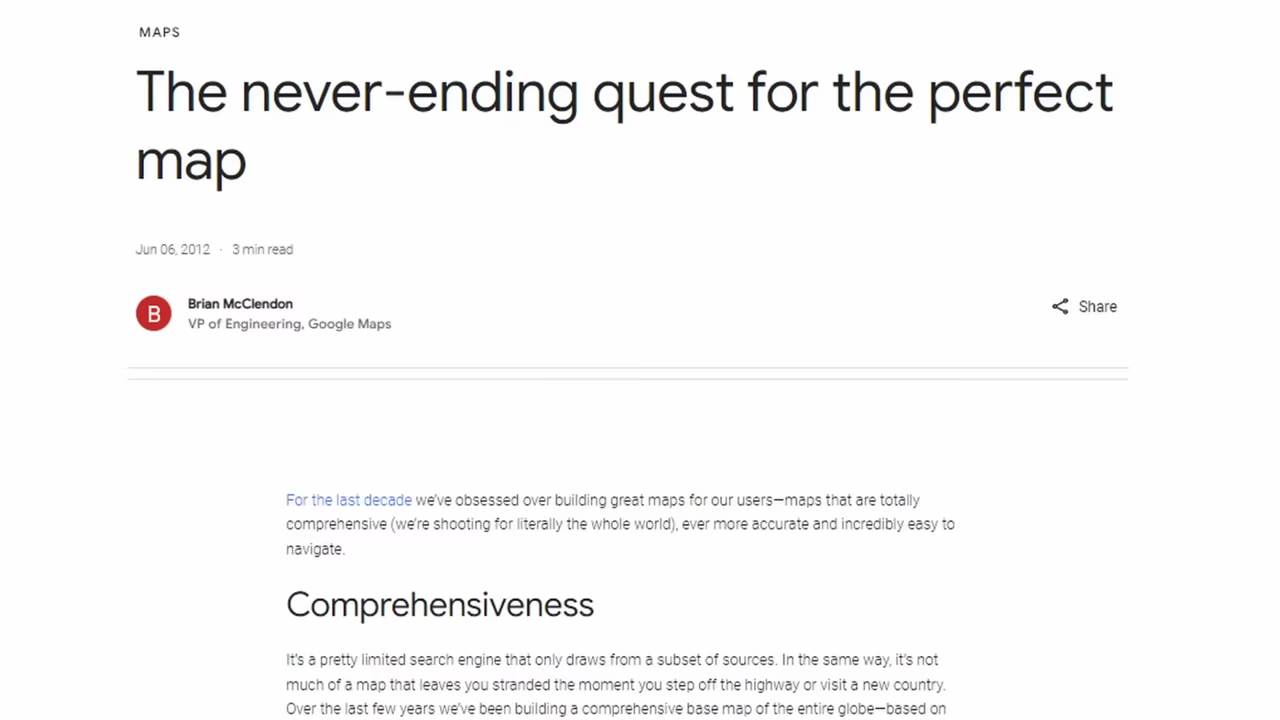 MAPS
The never-ending quest for the perfect
map
Jun 06, 2012 · 3 min read
B
Brian McClendon
VP of Engineering, Google Maps
Share
For the last decade we've obsessed over building great maps for our users—maps that are totally
comprehensive (we're shooting for literally the whole world), ever more accurate and incredibly easy to
navigate.
Comprehensiveness
It's a pretty limited search engine that only draws from a subset of sources. In the same way, it's not
much of a map that leaves you stranded the moment you step off the highway or visit a new country.
Over the last few years we've been building a comprehensive base map of the entire globe—based on